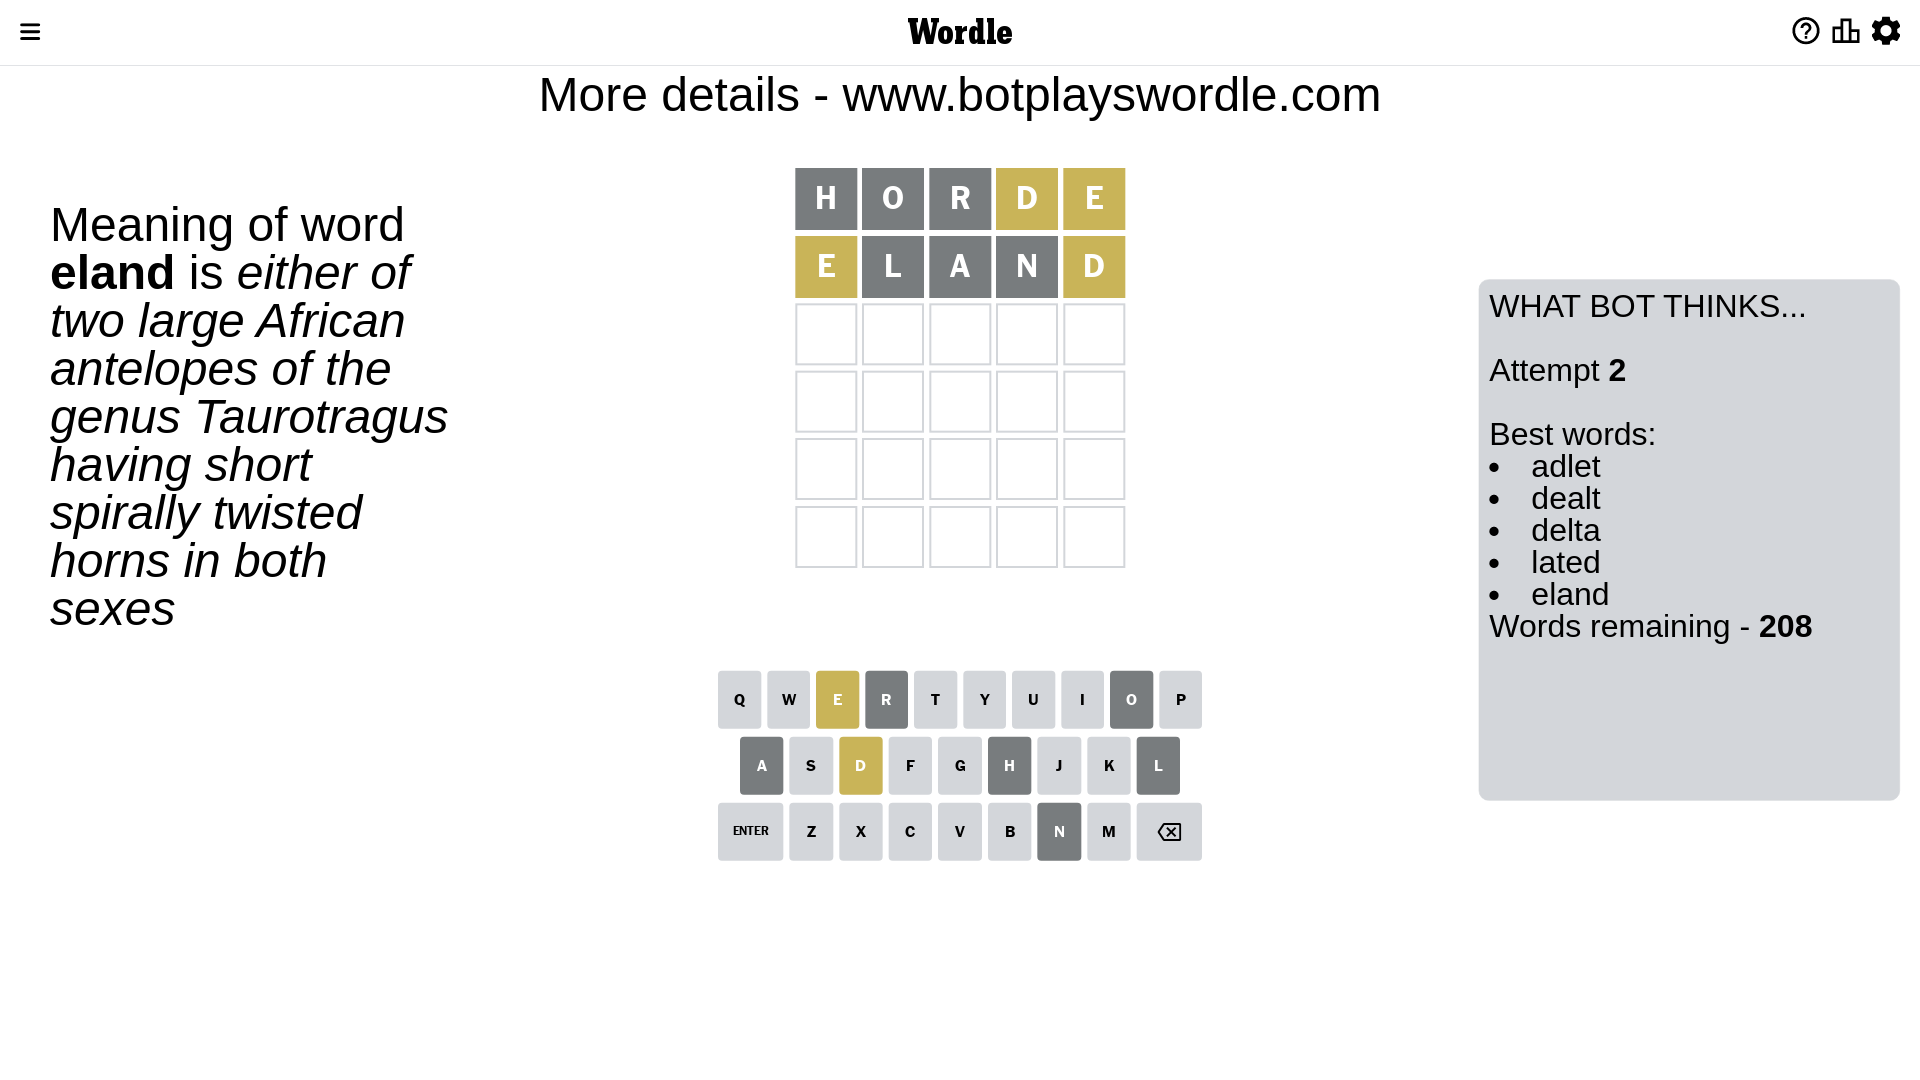 Wordle
More details - www.botplayswordle.com
Meaning of word
eland is either of
two large African
antelopes of the
genus Taurotragus
having short
spirally twisted
horns in both
sexes
H O R D E
E L A N D
WHAT BOT THINKS...
Attempt 2
Best words:
• adlet
• dealt
• delta
• lated
• eland
Words remaining - 208
Q W E R T Y U I O P
A S D F G H J K L
ENTER Z X C V B N M